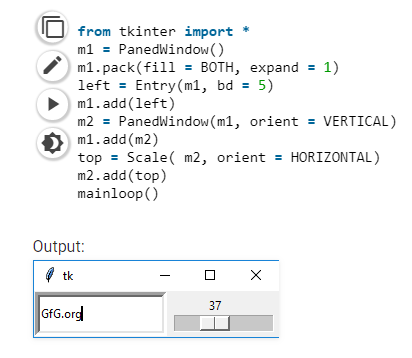 from tkinter import *
m1 = PanedWindow()
m1.pack(fill = BOTH, expand = 1)
left = Entry(m1, bd = 5)
m1.add(left)
m2 = PanedWindow(m1, orient = VERTICAL)
m1.add(m2)
top = Scale( m2, orient = HORIZONTAL)
m2.add(top)
mainloop()
Output:
tk
37
GfG.org